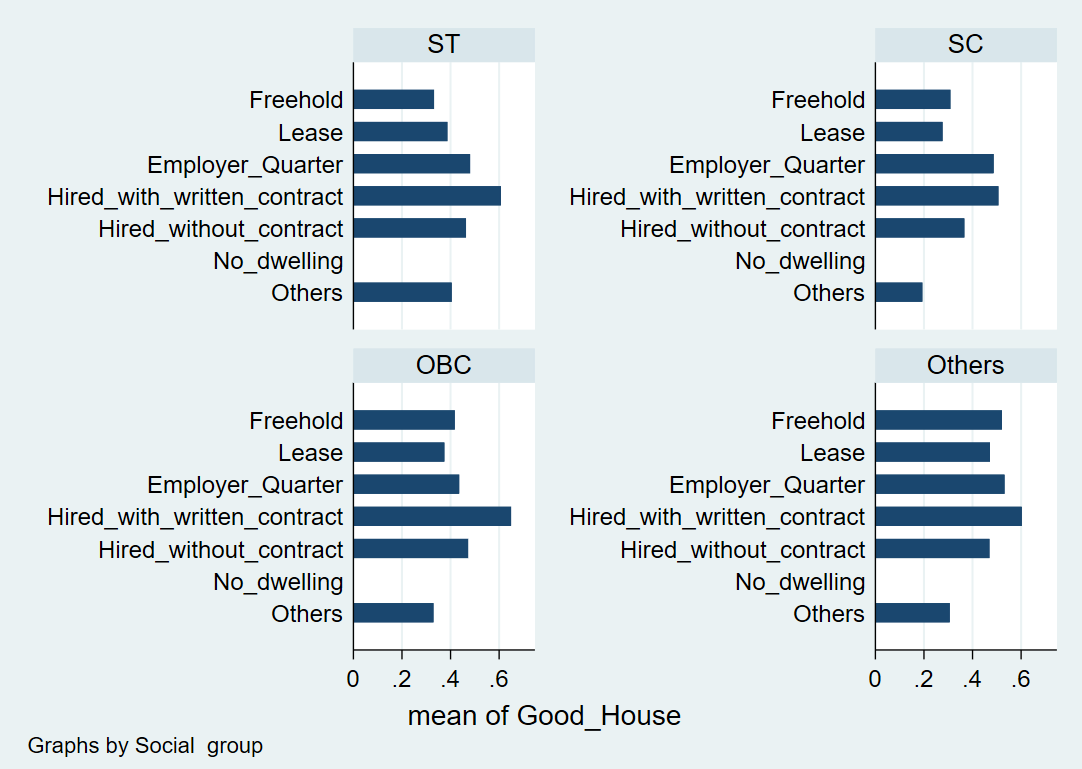 ST
Freehold
Lease
Employer_Quarter
Hired_with_written_contract
Hired_without_contract
No_dwelling
Others
SC
Freehold
Lease
Employer_Quarter
Hired_with_written_contract
Hired_without_contract
No_dwelling
Others
OBC
Freehold
Lease
Employer_Quarter
Hired_with_written_contract
Hired_without_contract
No_dwelling
Others
0 .2 .4 .6
Others
Freehold
Lease
Employer_Quarter
Hired_with_written_contract
Hired_without_contract
No_dwelling
Others
0 .2 .4 .6
mean of Good_House
Graphs by Social  group